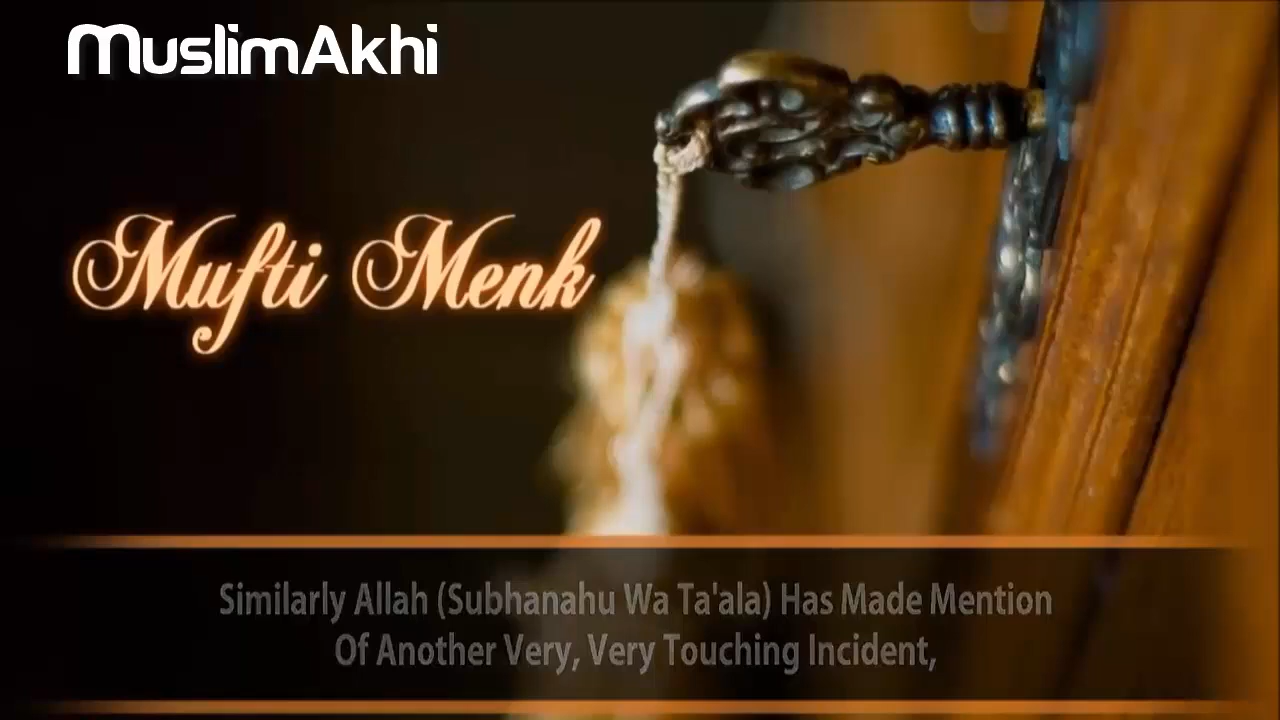 MuslimAkhi
Mufti Menk
Similarly Allah (Subhanahu Wa Ta'ala) Has Made Mention
Of Another Very, Very Touching Incident,